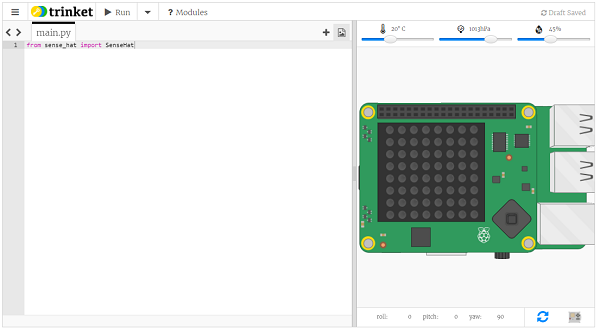 trinket Run ? Modules Draft Saved
main.py
1 from sense_hat import SenseHat
20° C 1013hPa 45%
roll: 0 pitch: 0 yaw: 90